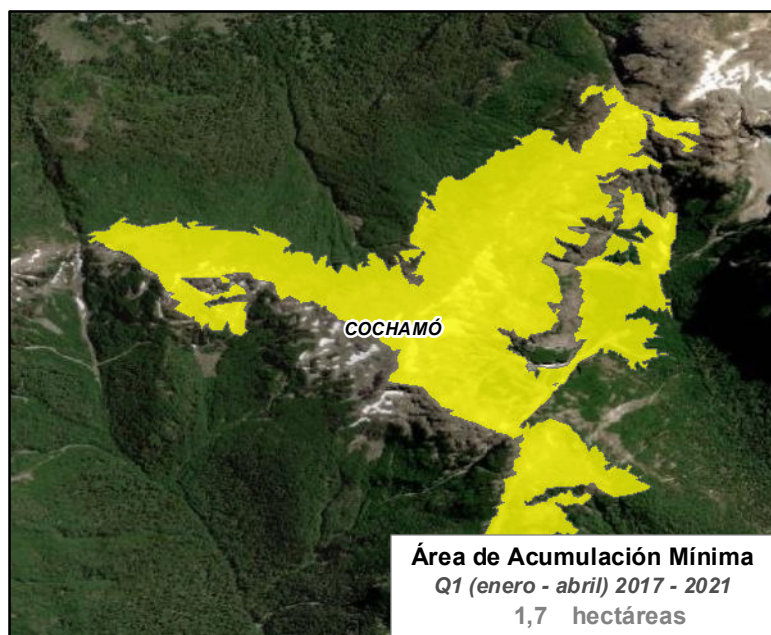 COCHAMÓ
Área de Acumulación Mínima
Q1 (enero - abril) 2017 - 2021
1,7 hectáreas